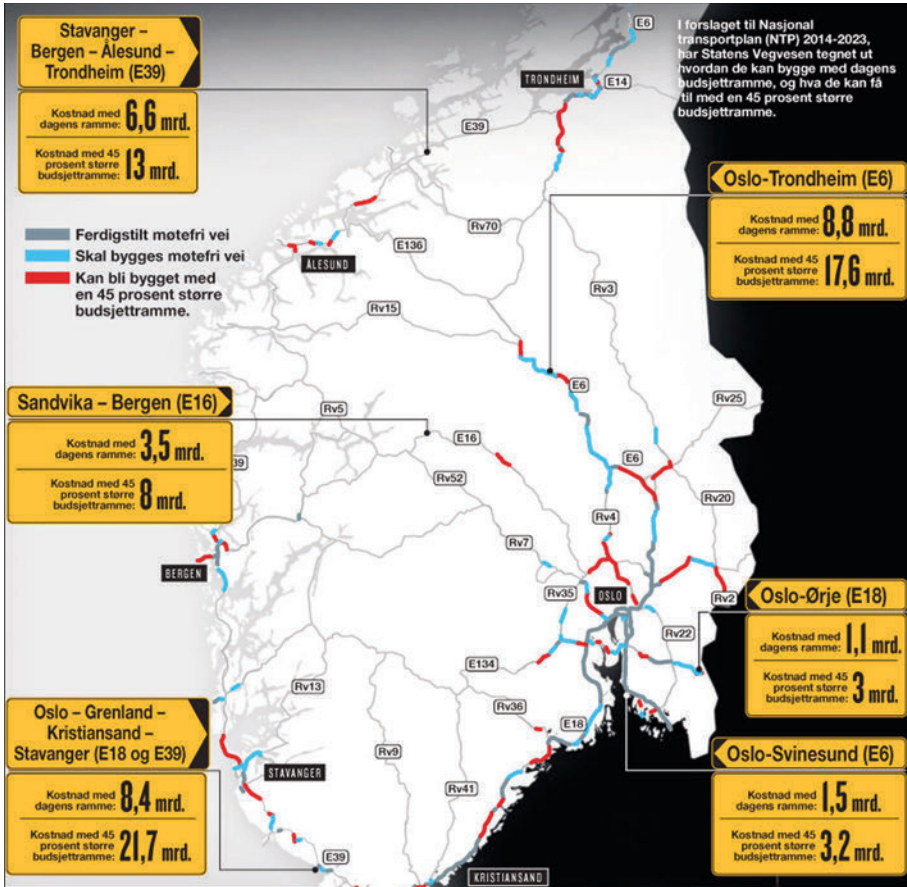 Stavanger –
Bergen – Ålesund –
Trondheim (E39)
Kostnad med
dagens ramme: 6,6 mrd.
Kostnad med 45
prosent større
budsjettramme: 13 mrd.
I forslaget til Nasjonal
transportplan (NTP) 2014-2023,
har Statens Vegvesen tegnet ut
hvordan de kan bygge med dagens
budsjettramme, og hva de kan få
til med en 45 prosent større
budsjettramme.
E6
TRONDHEIM
E14
E39
Oslo-Trondheim (E6)
Kostnad med
dagens ramme: 8,8 mrd.
Kostnad med 45
prosent større
budsjettramme: 17,6 mrd.
Ferdigstilt møtefri vei
Skal bygges møtefri vei
Kan bli bygget med
en 45 prosent større
budsjettramme.
Rv70
E136
ÅLESUND
Rv3
Rv15
E6
Rv25
Sandvika – Bergen (E16)
Kostnad med
dagens ramme: 3,5 mrd.
Kostnad med 45
prosent større
budsjettramme: 8 mrd.
Rv5
E16
39
E6
Rv52
Rv20
Rv4
Rv7
BERGEN
Rv35
OSLO
Rv2
Oslo-Ørje (E18)
Kostnad med
dagens ramme: 1,1 mrd.
Kostnad med 45
prosent større
budsjettramme: 3 mrd.
Rv22
E134
Rv13
Rv36
E18
Oslo – Grenland –
Kristiansand –
Stavanger (E18 og E39)
Kostnad med
dagens ramme: 8,4 mrd.
Kostnad med 45
prosent større
budsjettramme: 21,7 mrd.
Rv9
STAVANGER
Rv41
Oslo-Svinesund (E6)
Kostnad med
dagens ramme: 1,5 mrd.
Kostnad med 45
prosent større
budsjettramme: 3,2 mrd.
E39
KRISTIANSAND